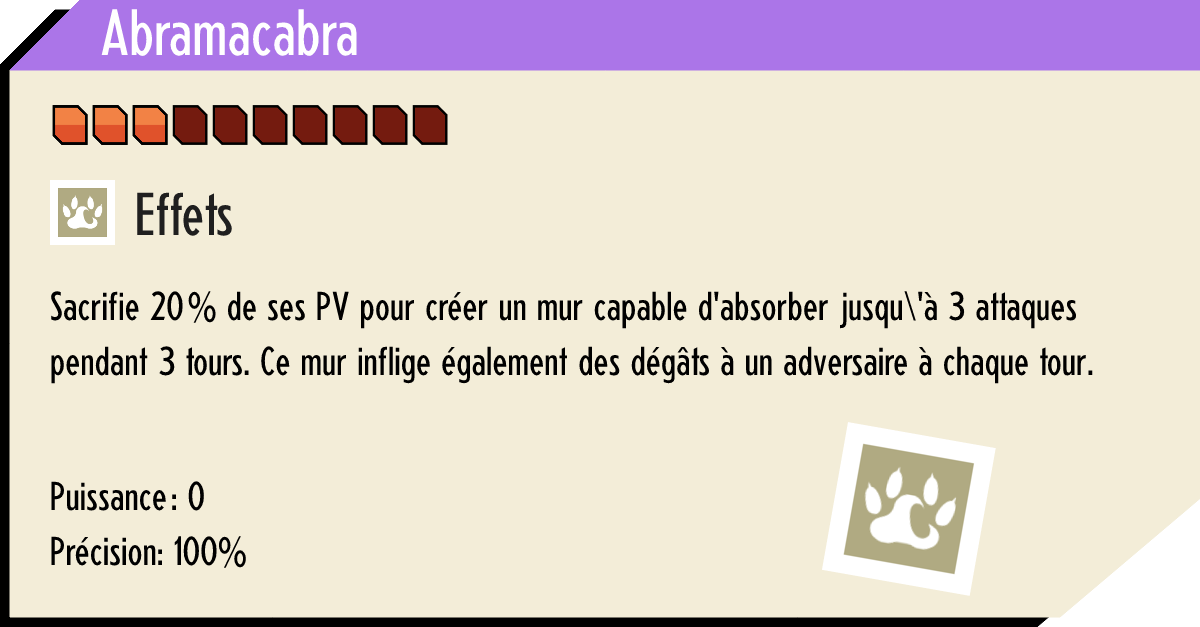 Abramacabra
Effets
Sacrifie 20% de ses PV pour créer un mur capable d'absorber jusqu\'à 3 attaques
pendant 3 tours. Ce mur inflige également des dégâts à un adversaire à chaque tour.
Puissance : 0
Précision: 100%